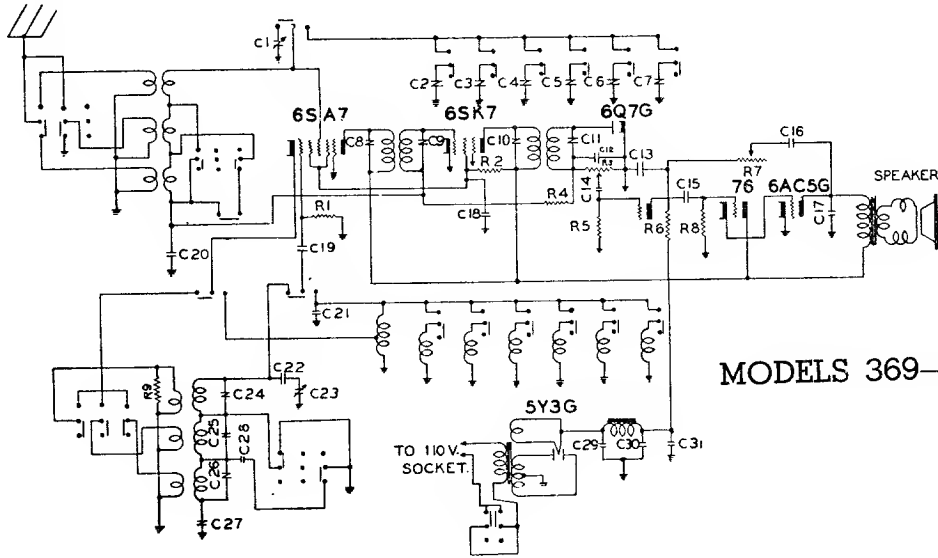 C1
C2 C3 C4 C5 C6 C7
6SA7 6SK7 6Q7G
C8 C9 C10 C11 C16
C12
R2 R3 C13 R7
C14 C15 76 6AC5G SPEAKER
R1 C18 R4 C17
R5 R6 R8
C20 C19
C21
C22
R9 C24 C23
MODELS 369—
C25 C28
5Y3G
C26 TO 110 V. C29 C30 C31
SOCKET.
C27